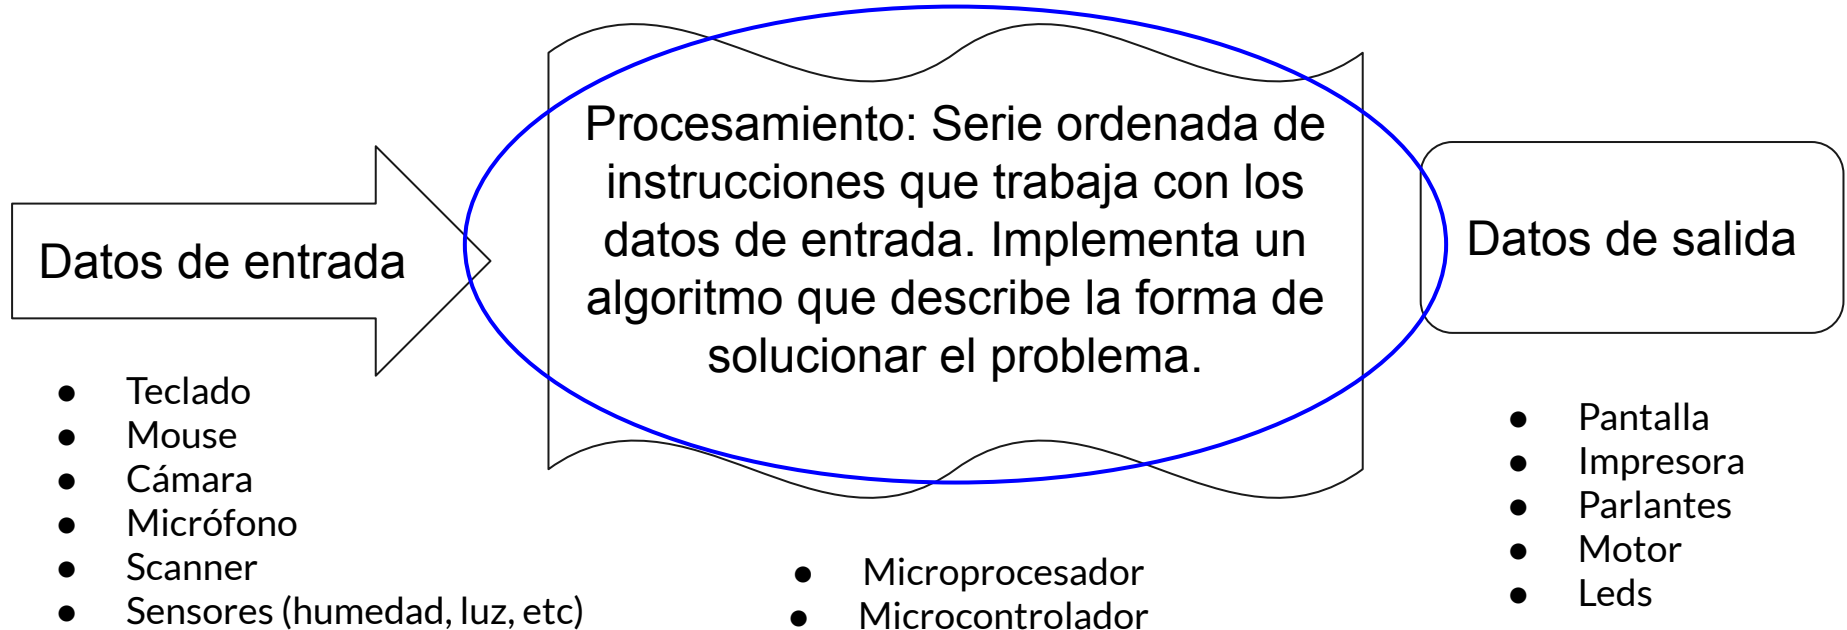 Datos de entrada
● Teclado
● Mouse
● Cámara
● Micrófono
● Scanner
● Sensores (humedad, luz, etc)
Procesamiento: Serie ordenada de
instrucciones que trabaja con los
datos de entrada. Implementa un
algoritmo que describe la forma de
solucionar el problema.
● Microprocesador
● Microcontrolador
Datos de salida
● Pantalla
● Impresora
● Parlantes
● Motor
● Leds